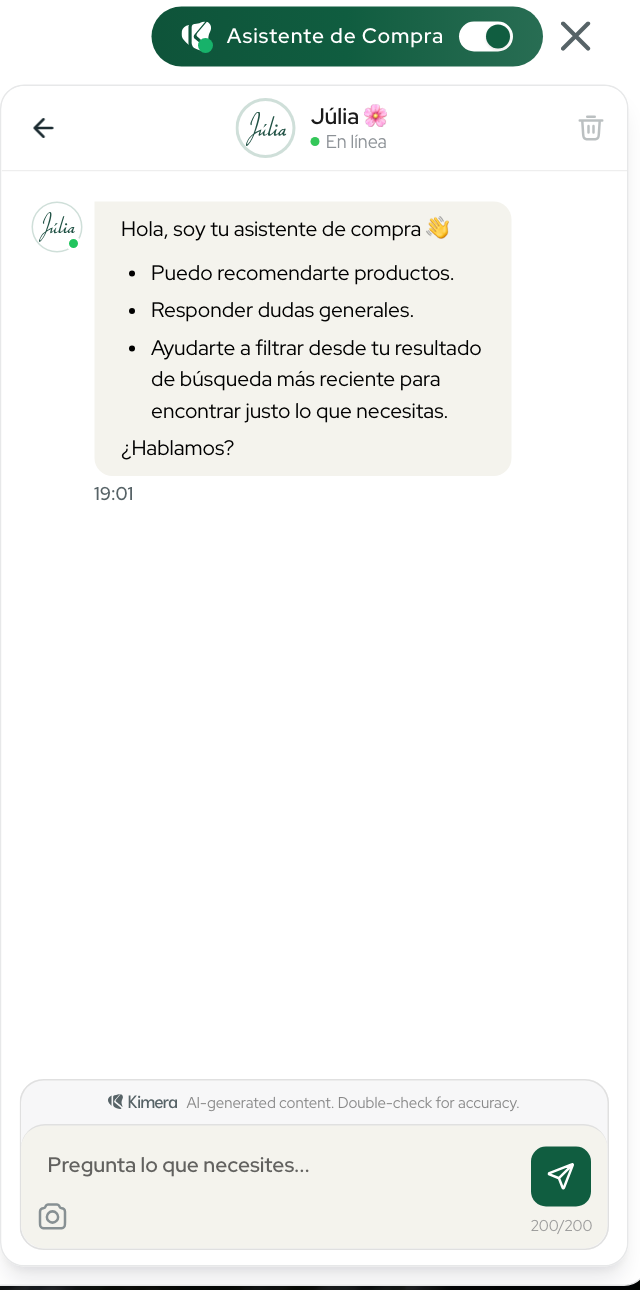 Asistente de Compra
Júlia
Júlia 🌸
En línea
Júlia
Hola, soy tu asistente de compra 👋
• Puedo recomendarte productos.
• Responder dudas generales.
• Ayudarte a filtrar desde tu resultado
de búsqueda más reciente para
encontrar justo lo que necesitas.
¿Hablamos?
19:01
Kimera AI-generated content. Double-check for accuracy.
Pregunta lo que necesites...
200/200